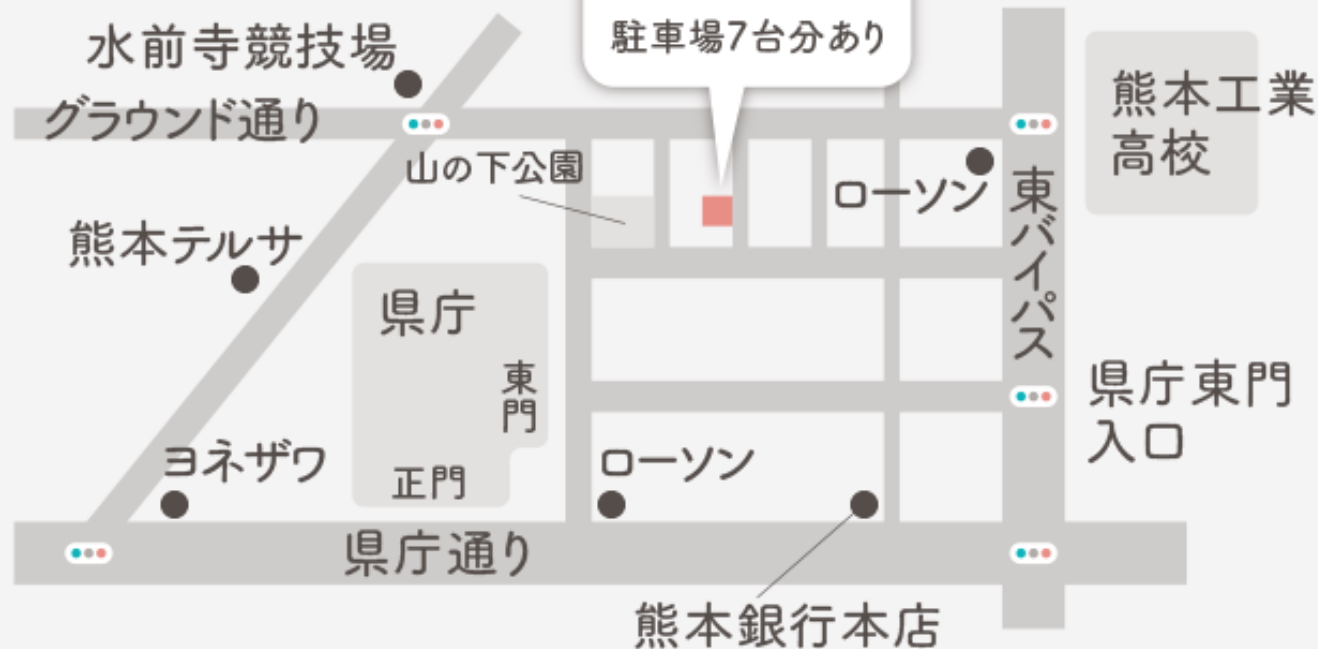 駐車場7台分あり
水前寺競技場
グラウンド通り
熊本工業
高校
山の下公園
ローソン
東バイパス
熊本テルサ
県庁
東門
県庁東門
入口
ヨネザワ
正門
ローソン
県庁通り
熊本銀行本店